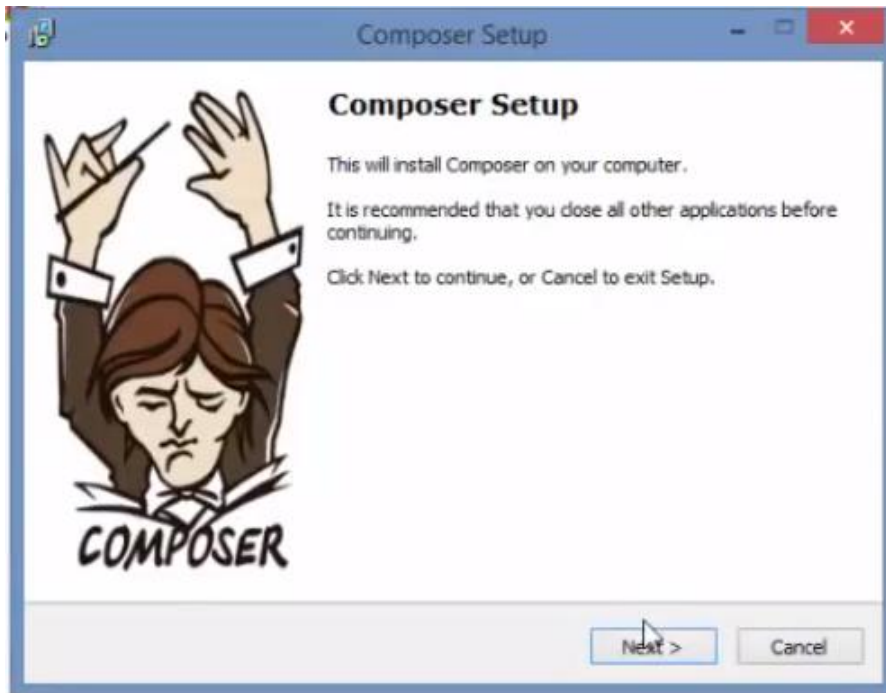 Composer Setup
Composer Setup
This will install Composer on your computer.
It is recommended that you close all other applications before
continuing.
Click Next to continue, or Cancel to exit Setup.
COMPOSER
Next >
Cancel